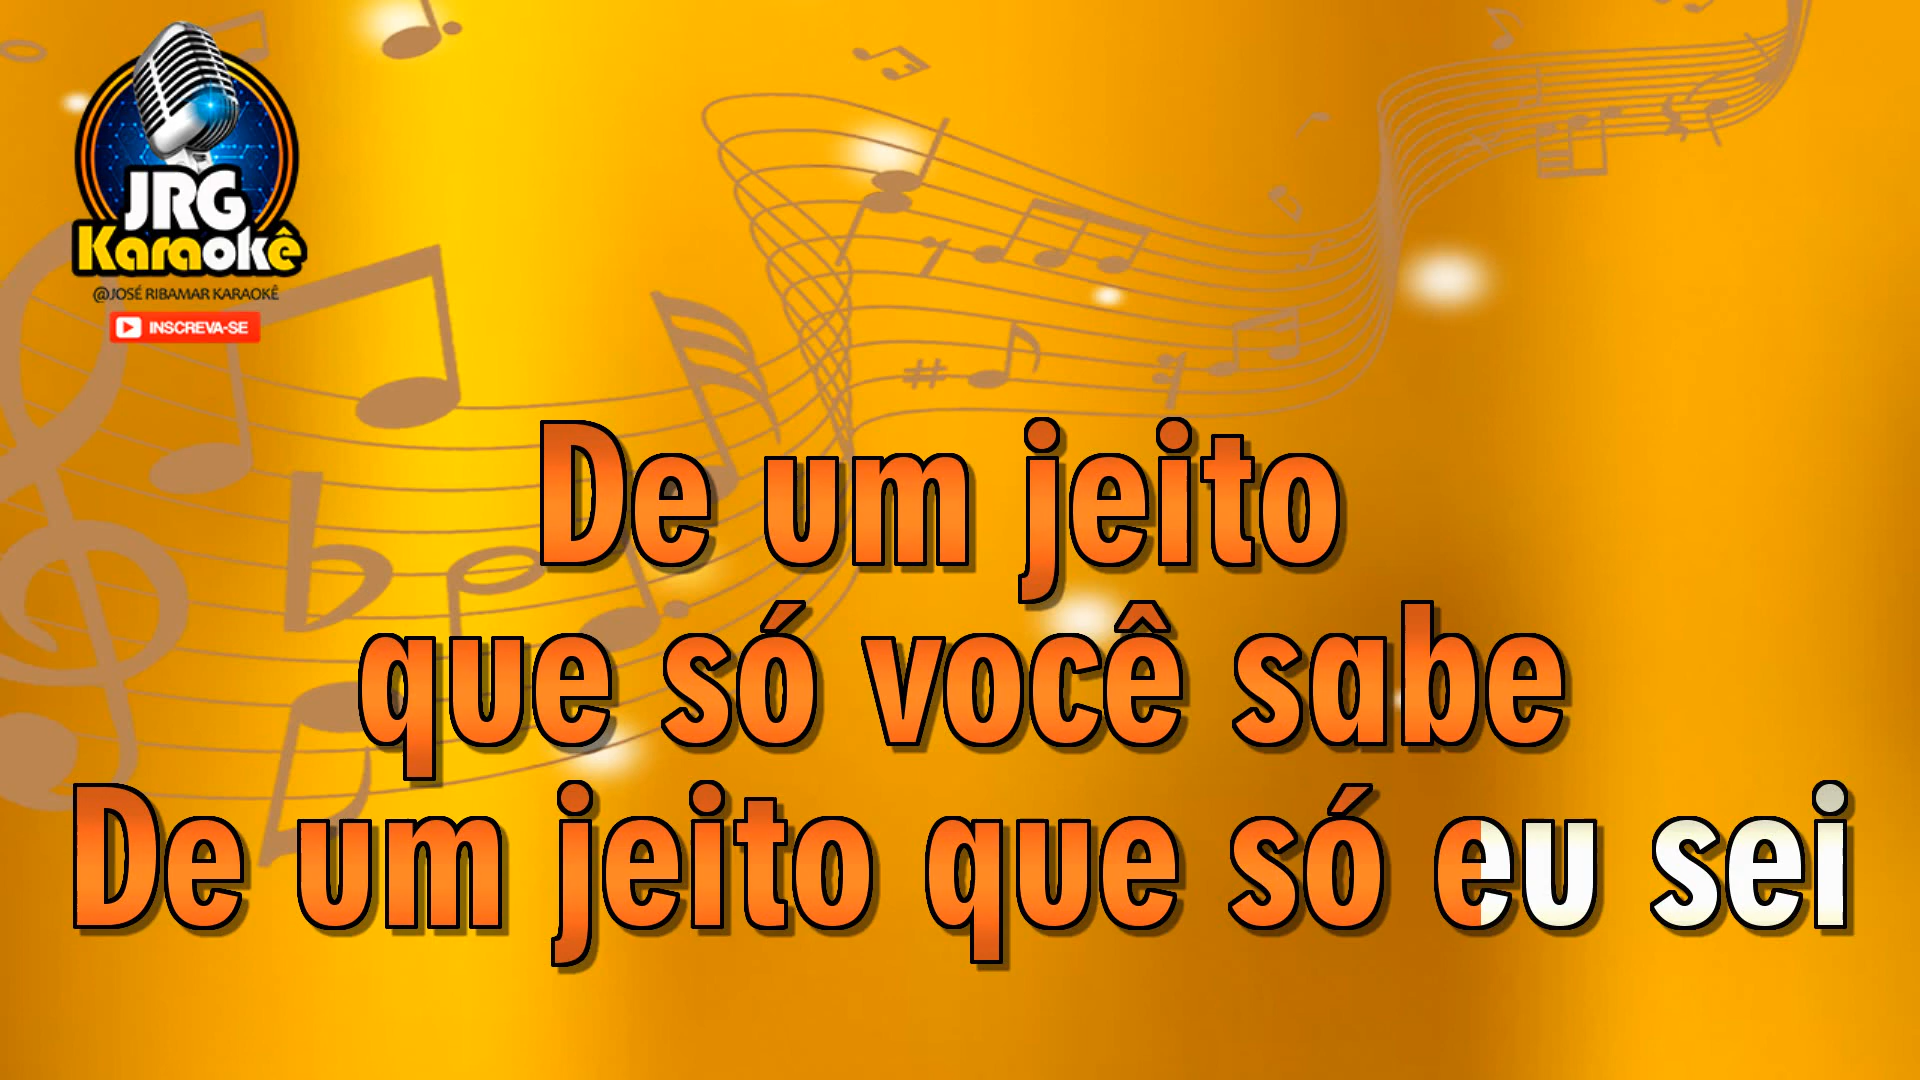 JRG
Karaokê
@JOSÉ RIBAMAR KARAOKÊ
INSCREVA-SE
De um jeito
que só você sabe
De um jeito que só eu sei